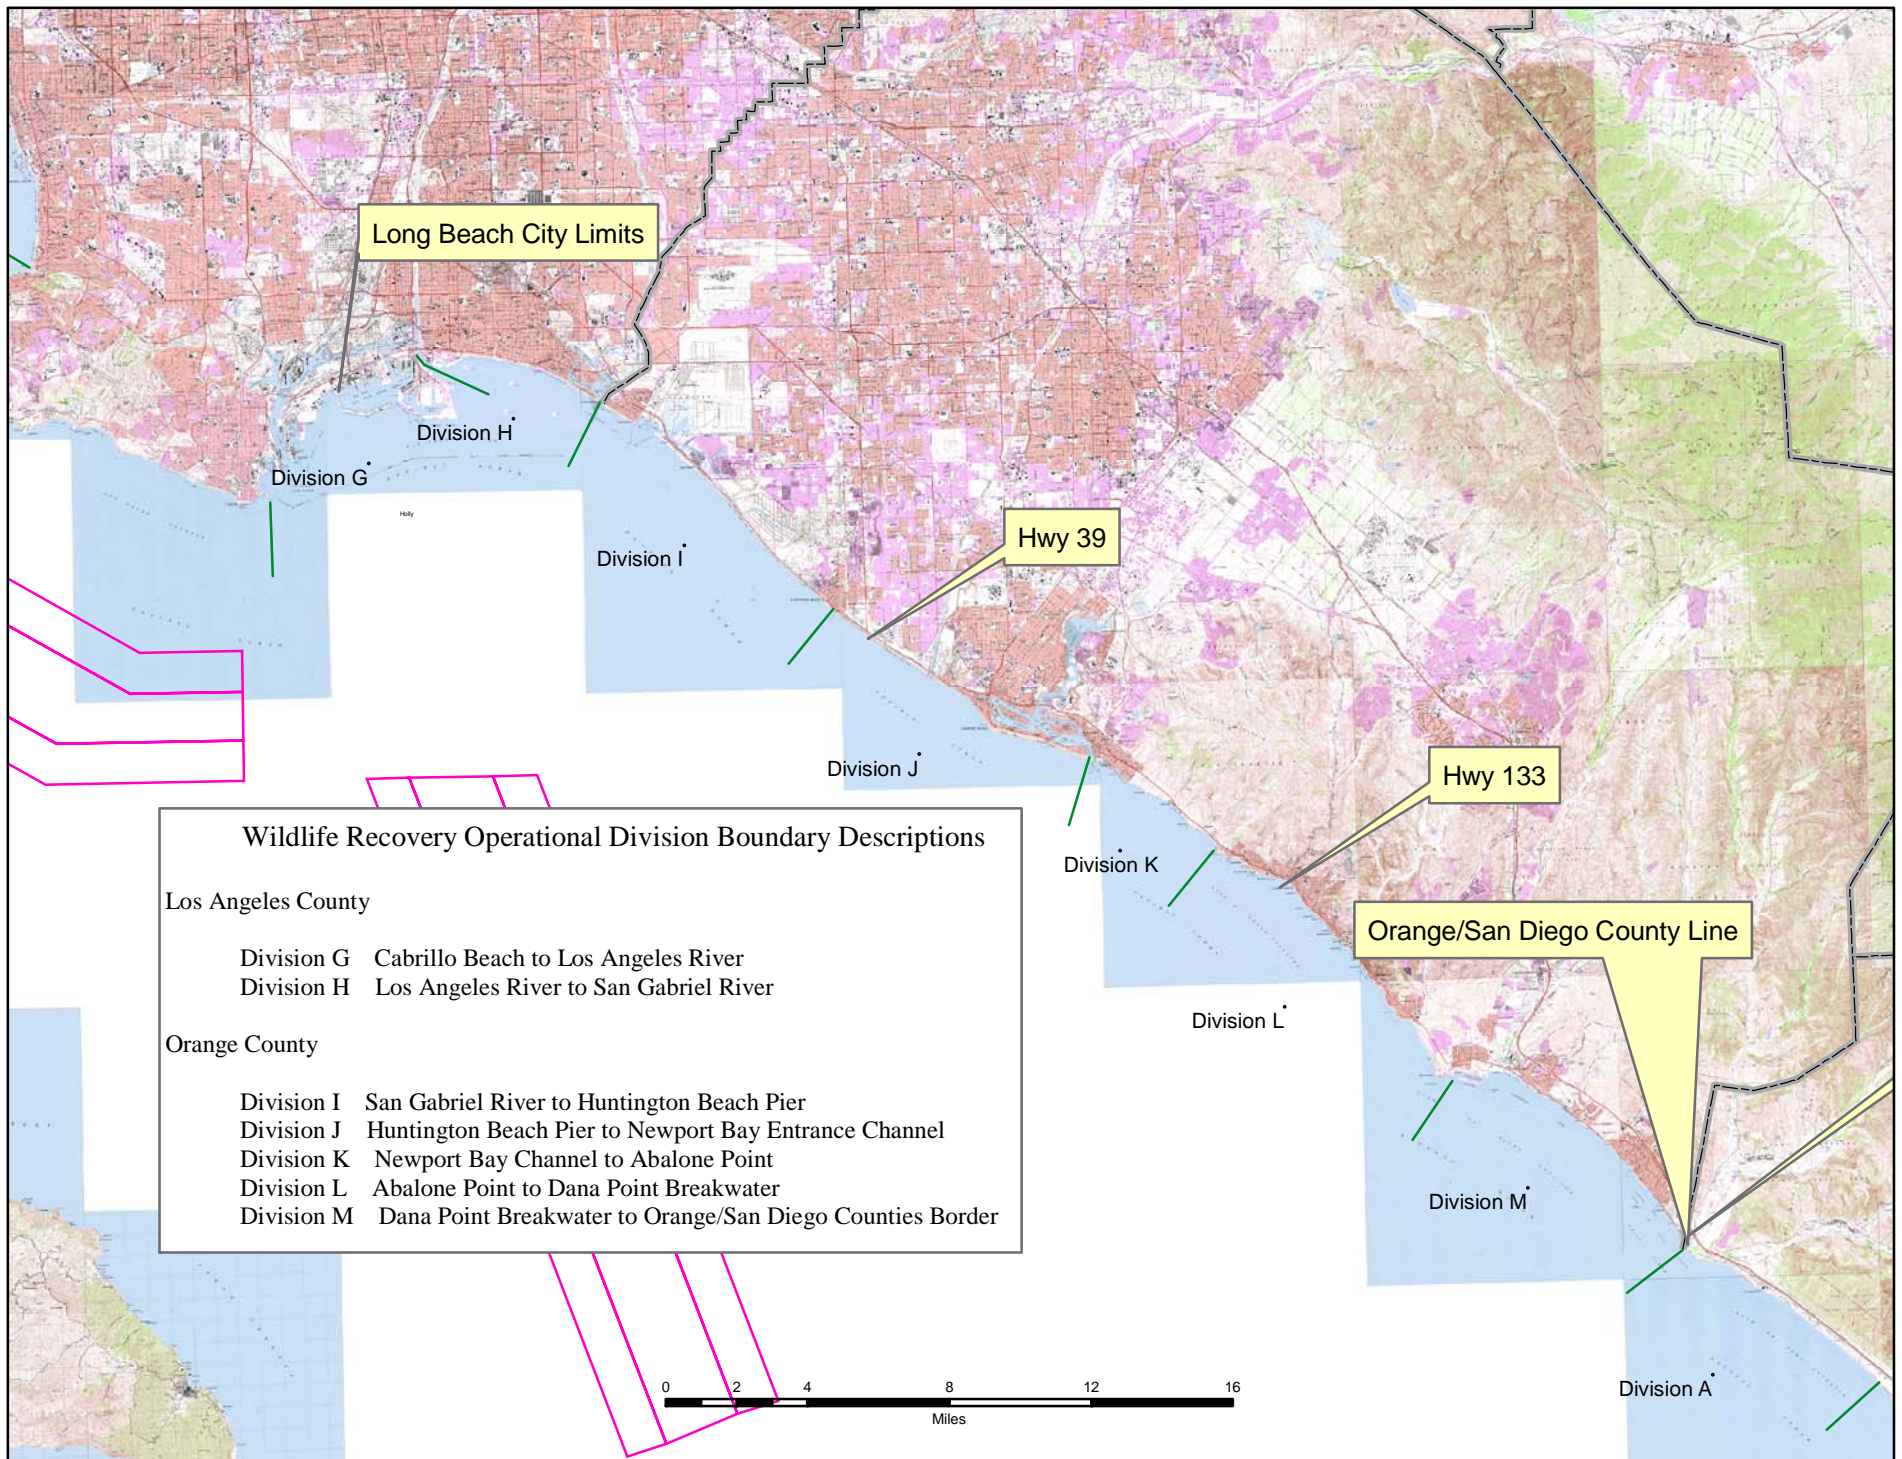 Long Beach City Limits
Division H
Division G
Holly
Division I
Hwy 39
Division J
Hwy 133
Division K
Orange/San Diego County Line
Division L
Division M
Division A
Wildlife Recovery Operational Division Boundary Descriptions
Los Angeles County
Division G Cabrillo Beach to Los Angeles River
Division H Los Angeles River to San Gabriel River
Orange County
Division I San Gabriel River to Huntington Beach Pier
Division J Huntington Beach Pier to Newport Bay Entrance Channel
Division K Newport Bay Channel to Abalone Point
Division L Abalone Point to Dana Point Breakwater
Division M Dana Point Breakwater to Orange/San Diego Counties Border
0 2 4 8 12 16
Miles